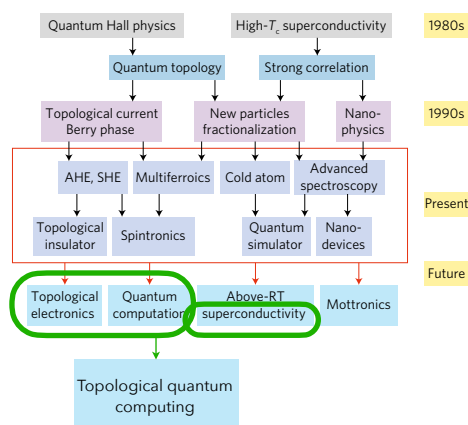 Quantum Hall physics
High-Tc superconductivity
1980s
Quantum topology
Strong correlation
Topological current
Berry phase
New particles
fractionalization
Nano-
physics
1990s
AHE, SHE
Multiferroics
Cold atom
Advanced
spectroscopy
Present
Topological
insulator
Spintronics
Quantum
simulator
Nano-
devices
Future
Topological
electronics
Quantum
computation
Above-RT
superconductivity
Mottronics
Topological quantum
computing